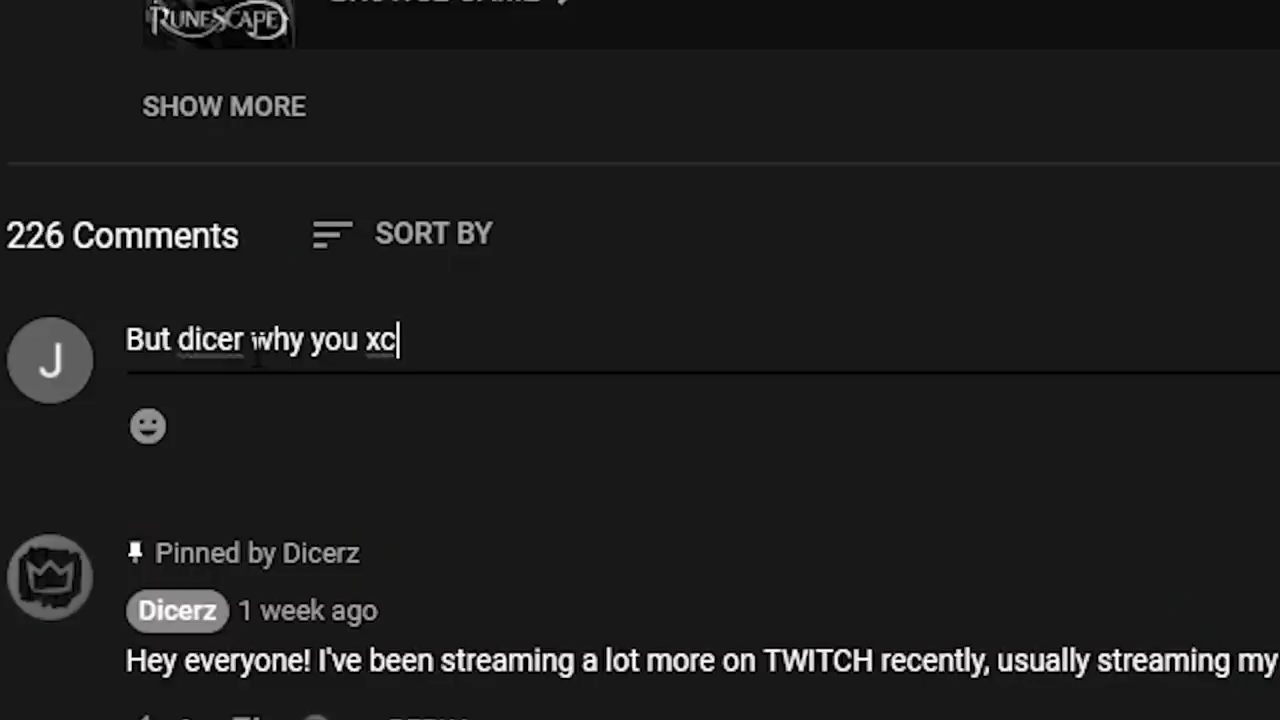 RUNESCAPE
SHOW MORE
226 Comments
SORT BY
J
But dicer why you xc
Pinned by Dicerz
Dicerz 1 week ago
Hey everyone! I've been streaming a lot more on TWITCH recently, usually streaming my